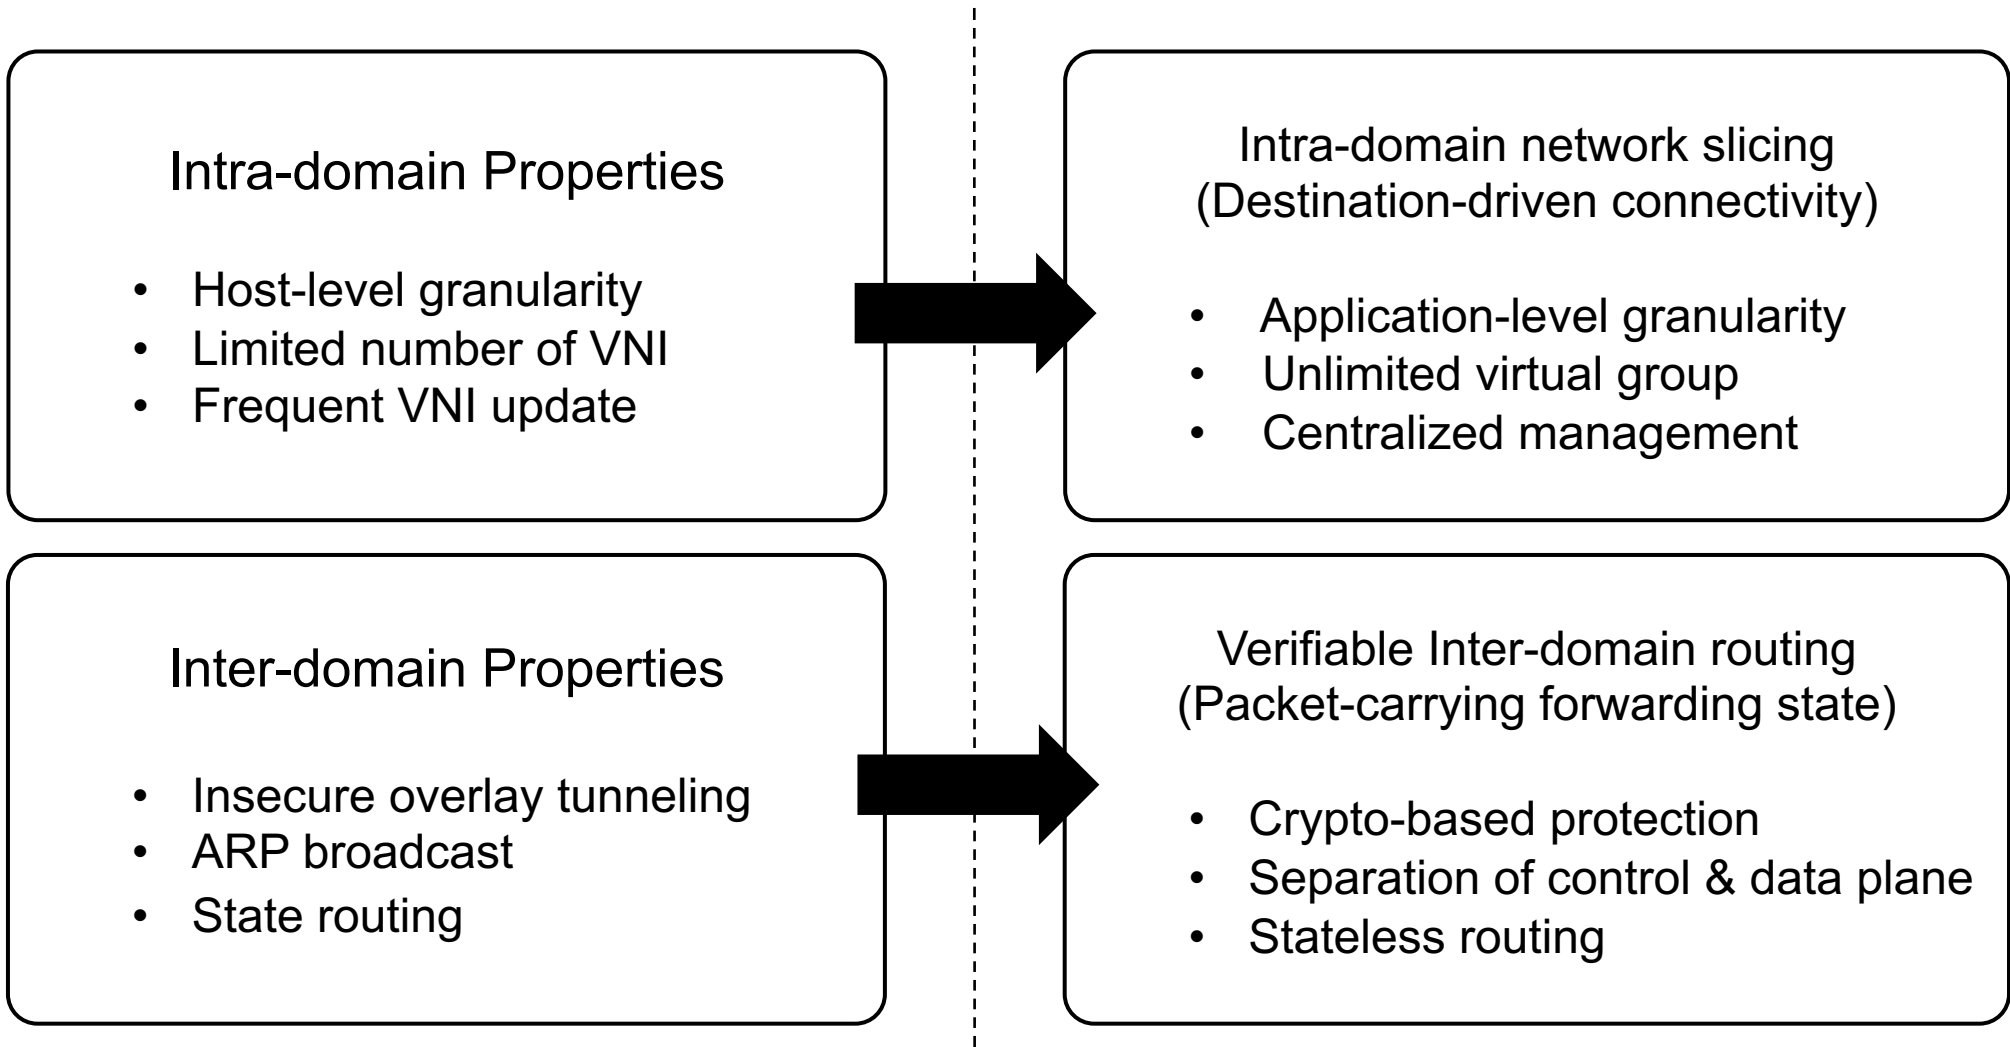 Intra-domain Properties
• Host-level granularity
• Limited number of VNI
• Frequent VNI update
Intra-domain network slicing
(Destination-driven connectivity)
• Application-level granularity
• Unlimited virtual group
• Centralized management
Inter-domain Properties
• Insecure overlay tunneling
• ARP broadcast
• State routing
Verifiable Inter-domain routing
(Packet-carrying forwarding state)
• Crypto-based protection
• Separation of control & data plane
• Stateless routing